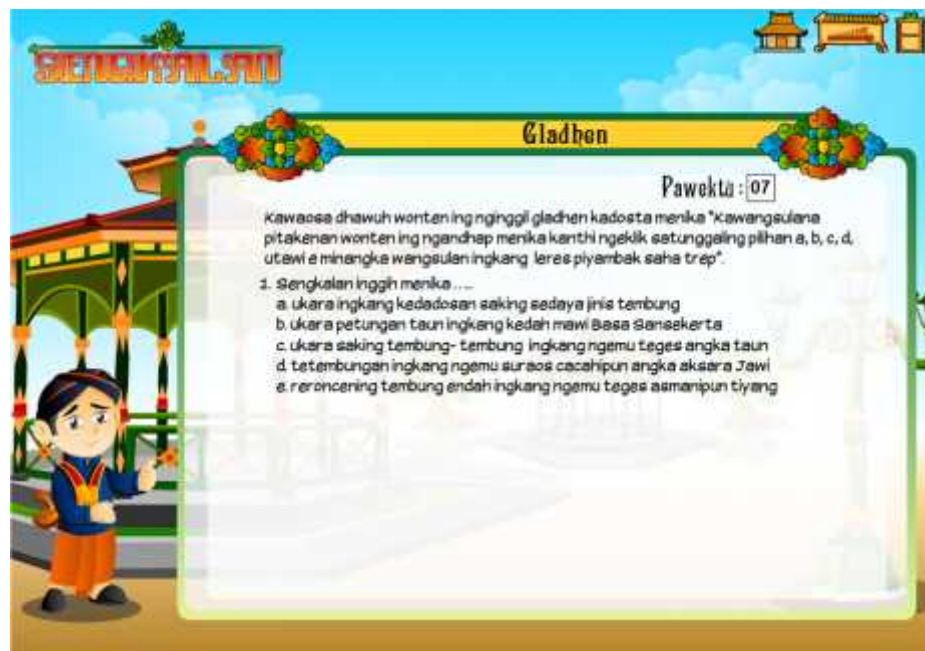 SENGKALAN
Gladhen
Pawektu : 07
Kawaosa dhawuh wonten ing nginggil gladhen kadosta menika "Kawangsulana
pitakenan wonten ing ngandhap menika kanthi ngeklik satunggaling pilihan a, b, c, d,
utawi e minangka wangsulan ingkang leres piyambak saha trep".
1. Sengkalan inggih menika ....
a. ukara ingkang kedadosan saking sedaya jinis tembung
b. ukara petungan taun ingkang kedah mawi Basa Sansekerta
c. ukara saking tembung- tembung ingkang ngemu teges angka taun
d. tetembungan ingkang ngemu suraos cacahipun angka aksara Jawi
e. reroncening tembung endah ingkang ngemu teges asmanipun tiyang